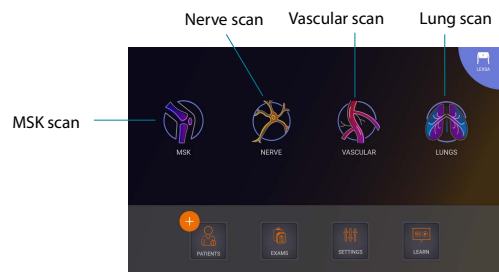 Nerve scan
Vascular scan
Lung scan
LEXSA
MSK scan
MSK
NERVE
VASCULAR
LUNGS
PATIENTS
EXAMS
SETTINGS
LEARN